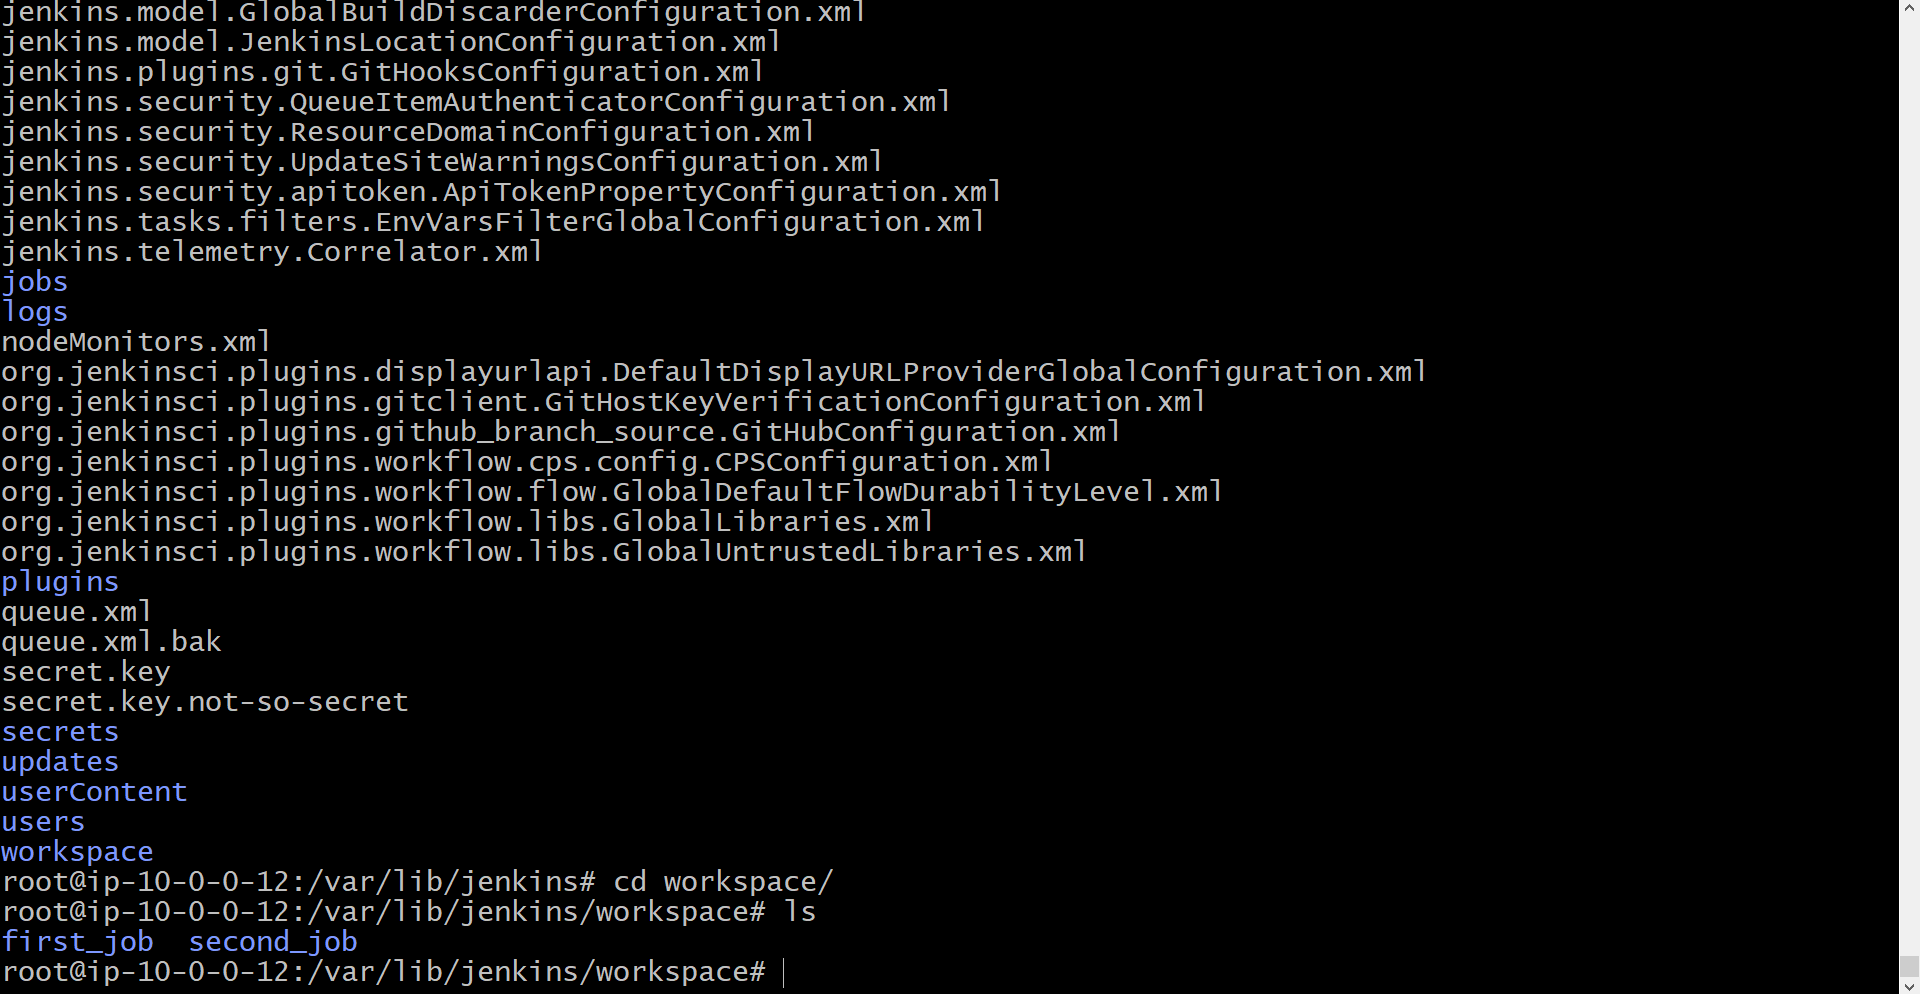 jenkins.model.GlobalBuildDiscarderConfiguration.xml
jenkins.model.JenkinsLocationConfiguration.xml
jenkins.plugins.git.GitHooksConfiguration.xml
jenkins.security.QueueItemAuthenticatorConfiguration.xml
jenkins.security.ResourceDomainConfiguration.xml
jenkins.security.UpdateSiteWarningsConfiguration.xml
jenkins.security.apitoken.ApiTokenPropertyConfiguration.xml
jenkins.tasks.filters.EnvVarsFilterGlobalConfiguration.xml
jenkins.telemetry.Correlator.xml
jobs
logs
nodeMonitors.xml
org.jenkinsci.plugins.displayurlapi.DefaultDisplayURLProviderGlobalConfiguration.xml
org.jenkinsci.plugins.gitclient.GitHostKeyVerificationConfiguration.xml
org.jenkinsci.plugins.github_branch_source.GitHubConfiguration.xml
org.jenkinsci.plugins.workflow.cps.config.CPSConfiguration.xml
org.jenkinsci.plugins.workflow.flow.GlobalDefaultFlowDurabilityLevel.xml
org.jenkinsci.plugins.workflow.libs.GlobalLibraries.xml
org.jenkinsci.plugins.workflow.libs.GlobalUntrustedLibraries.xml
plugins
queue.xml
queue.xml.bak
secret.key
secret.key.not-so-secret
secrets
updates
userContent
users
workspace
root@ip-10-0-0-12:/var/lib/jenkins# cd workspace/
root@ip-10-0-0-12:/var/lib/jenkins/workspace# ls
first_job  second_job
root@ip-10-0-0-12:/var/lib/jenkins/workspace#